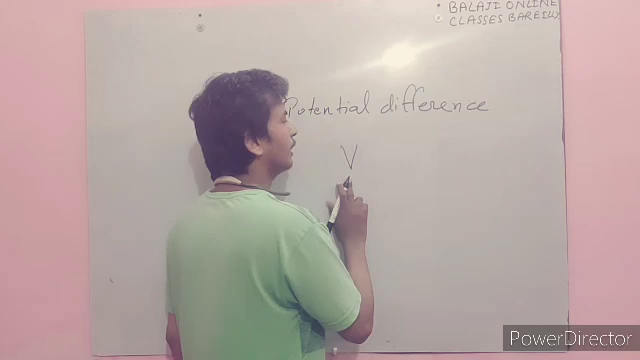 • BALAJI ONLINE
CLASSES BAREILLY
Potential difference
V
PowerDirector